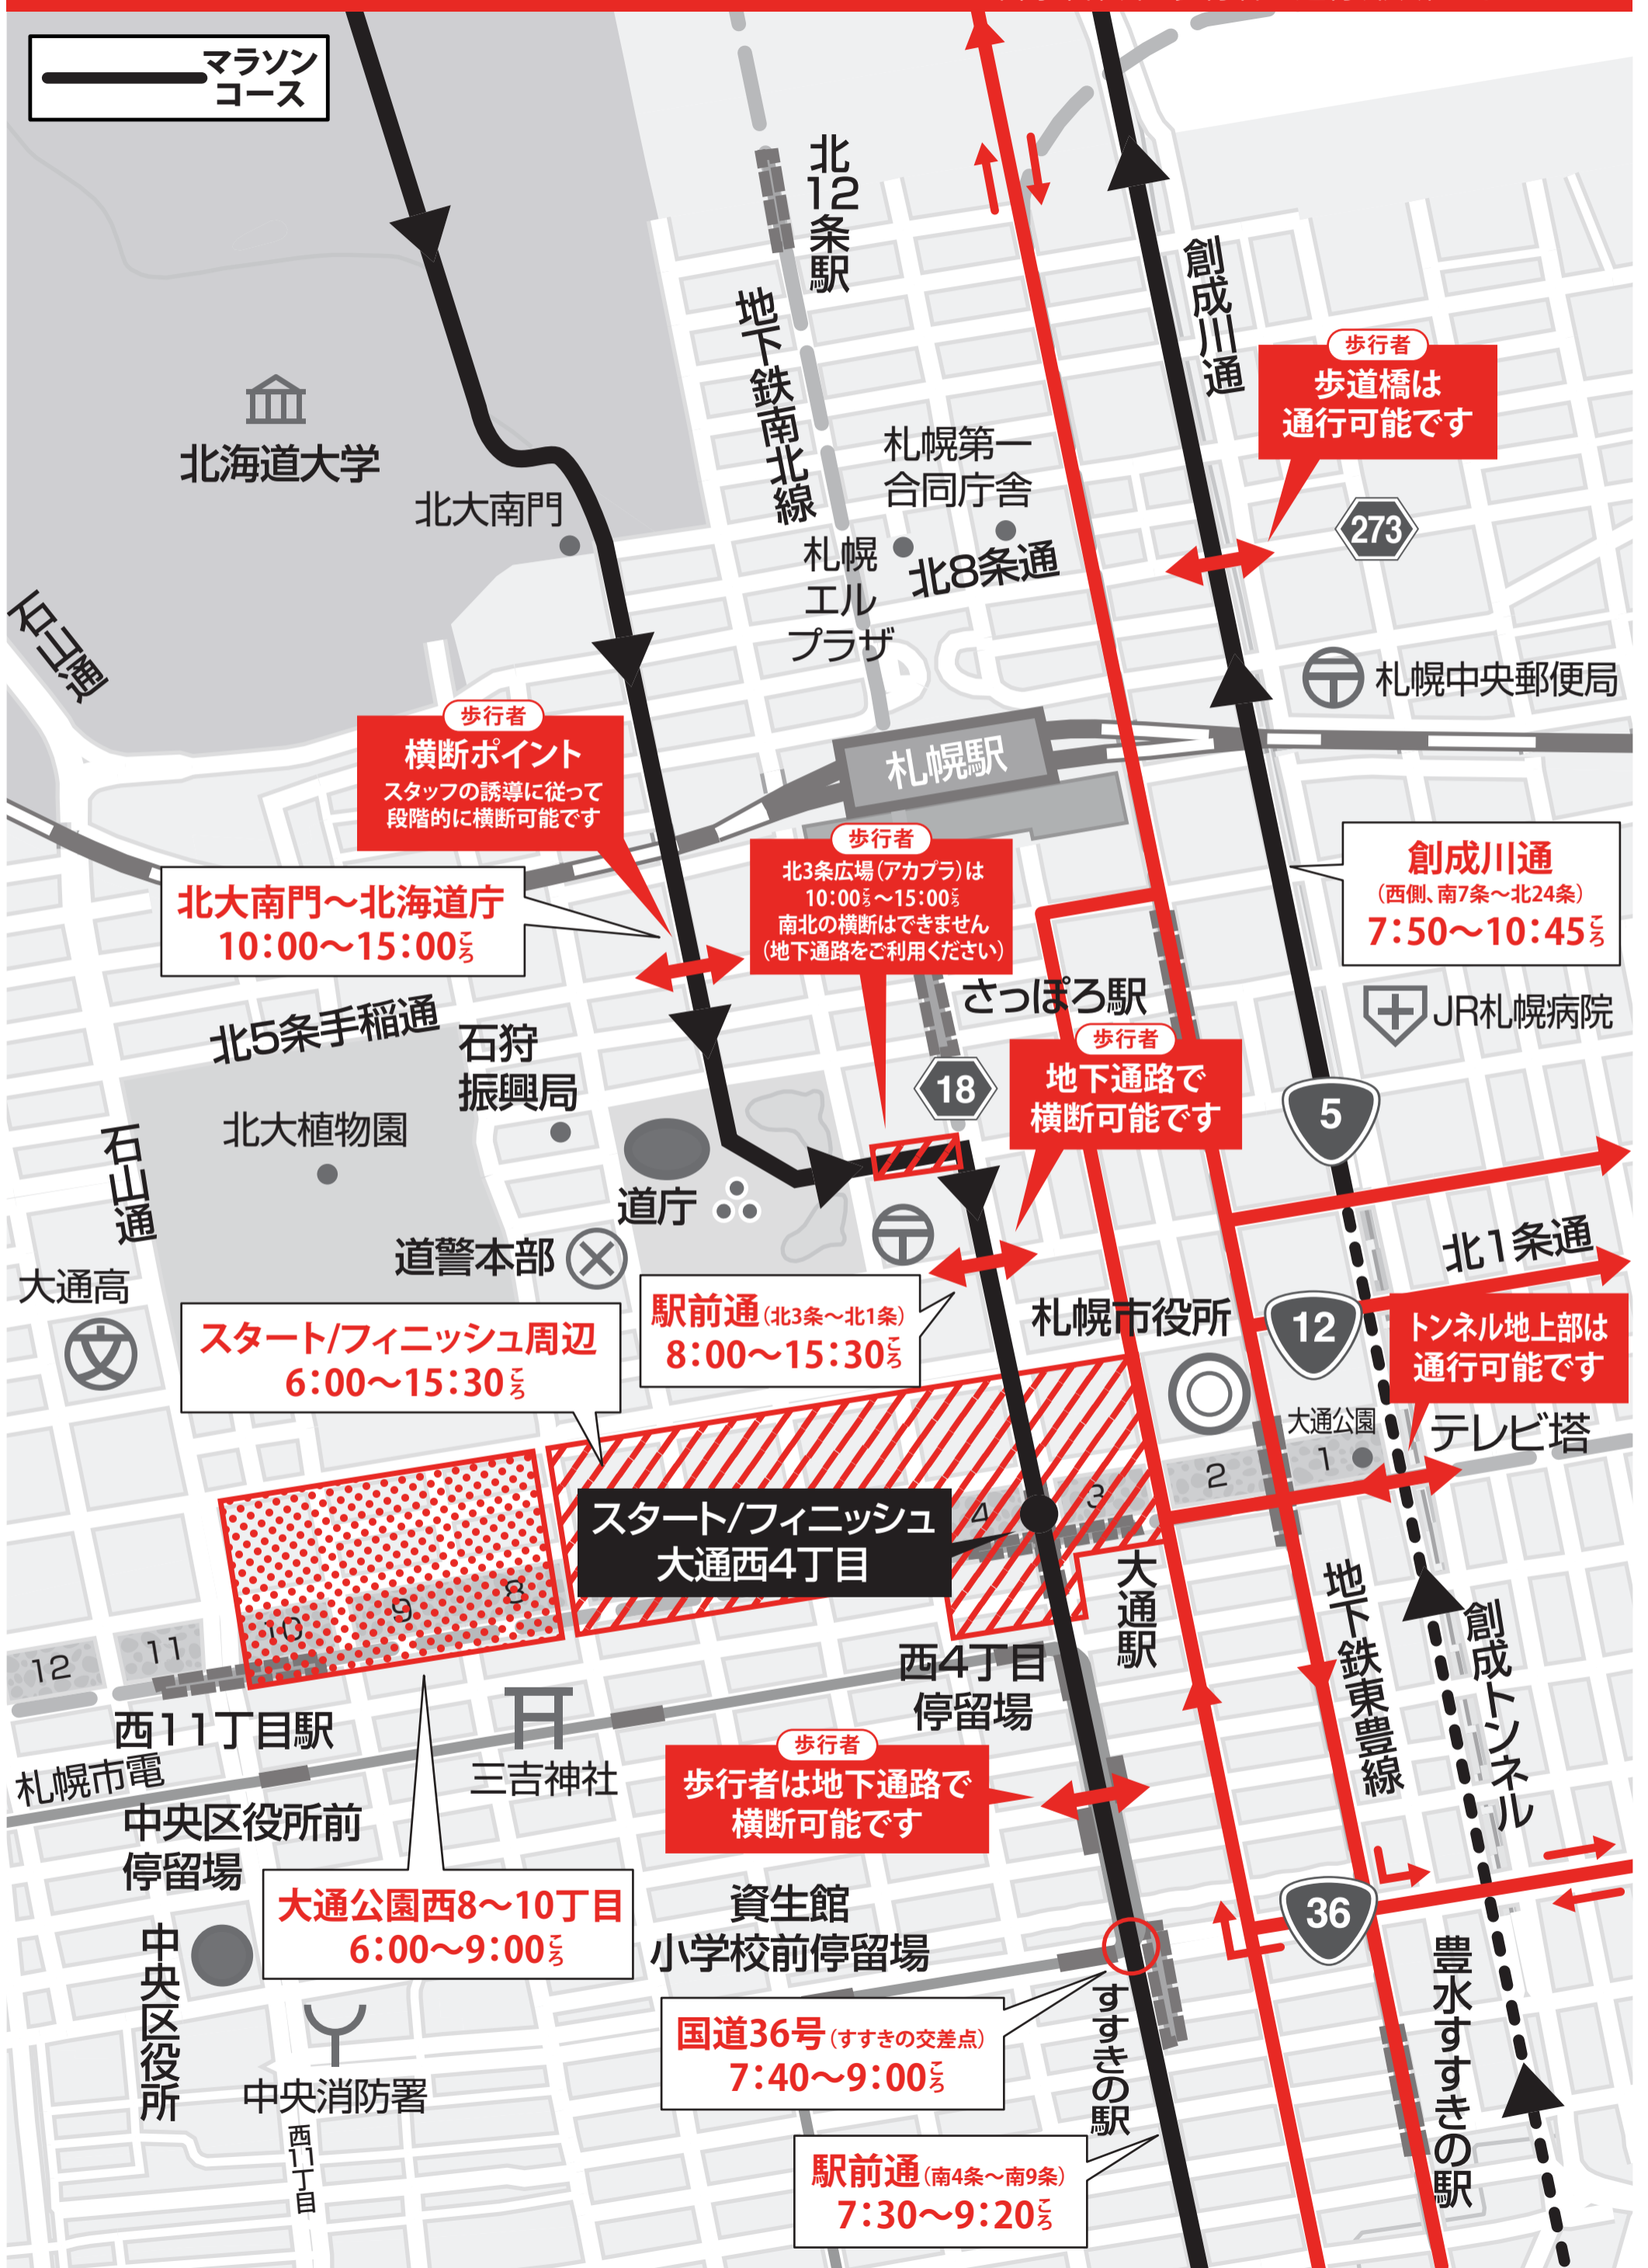 マラソン
コース
北12条駅
地下鉄南北線
創成川通
歩行者
歩道橋は
通行可能です
北海道大学
北大南門
札幌第一
合同庁舎
札幌
エル
プラザ
北8条通
273
石山通
札幌中央郵便局
歩行者
横断ポイント
スタッフの誘導に従って
段階的に横断可能です
札幌駅
歩行者
北3条広場(アカプラ)は
10:00ころ～15:00ころ
南北の横断はできません
(地下通路をご利用ください)
創成川通
(西側、南7条～北24条)
7:50～10:45ころ
北大南門～北海道庁
10:00～15:00ころ
さっぽろ駅
JR札幌病院
北5条手稲通
石狩
振興局
歩行者
地下通路で
横断可能です
18
5
北大植物園
石山通
道庁
道警本部
大通高
文
北1条通
駅前通(北3条～北1条)
8:00～15:30ころ
札幌市役所
12
トンネル地上部は
通行可能です
スタート/フィニッシュ周辺
6:00～15:30ころ
大通公園
テレビ塔
1
2
3
4
スタート/フィニッシュ
大通西4丁目
8
9
10
11
12
大通駅
地下鉄東豊線
創成トンネル
西4丁目
停留場
西11丁目駅
札幌市電
三吉神社
歩行者
歩行者は地下通路で
横断可能です
中央区役所前
停留場
大通公園西8～10丁目
6:00～9:00ころ
資生館
小学校前停留場
36
中央区役所
豊水すすきの駅
すすきの駅
国道36号(すすきの交差点)
7:40～9:00ころ
中央消防署
西11丁目
駅前通(南4条～南9条)
7:30～9:20ころ